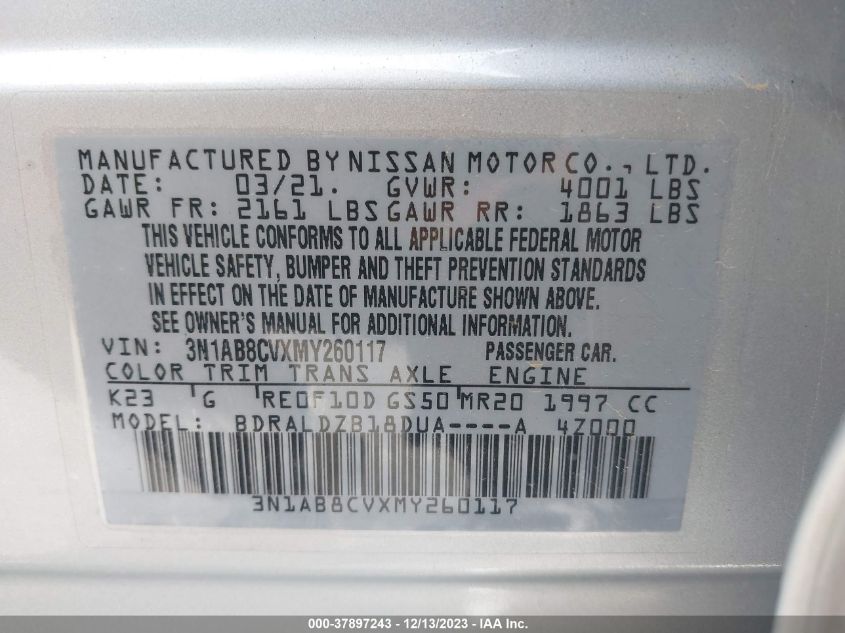 MANUFACTURED BY NISSAN MOTOR CO., LTD.
DATE: 03/21. GVWR: 4001 LBS
GAWR FR: 2161 LBS GAWR RR: 1863 LBS
THIS VEHICLE CONFORMS TO ALL APPLICABLE FEDERAL MOTOR
VEHICLE SAFETY, BUMPER AND THEFT PREVENTION STANDARDS
IN EFFECT ON THE DATE OF MANUFACTURE SHOWN ABOVE.
SEE OWNER'S MANUAL FOR ADDITIONAL INFORMATION.
VIN: 3N1AB8CVXMY260117 PASSENGER CAR.
COLOR TRIM TRANS AXLE ENGINE
K23 G RE0F10D GS50 MR20 1997 CC
MODEL: BDRALDZB18DUA----A 4Z000
3N1AB8CVXMY260117
000-37897243 - 12/13/2023 - IAA Inc.